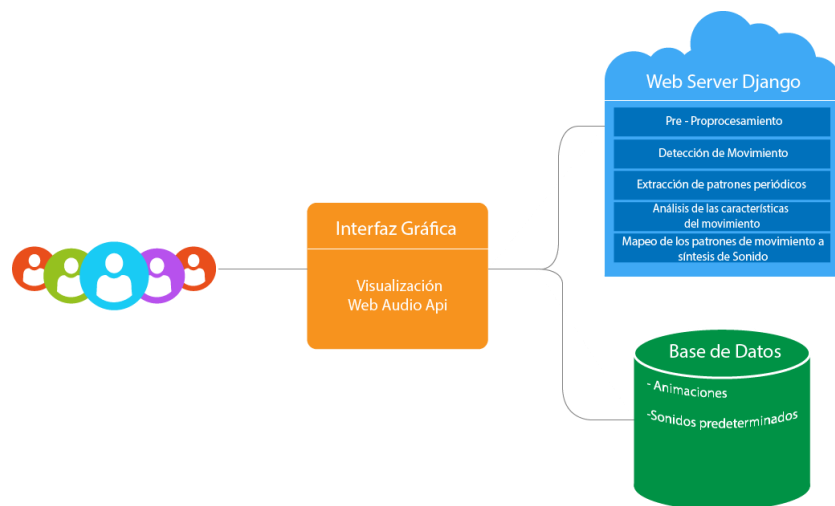 Web Server Django
Pre - Proprocesamiento
Detección de Movimiento
Extracción de patrones periódicos
Análisis de las características
del movimiento
Mapeo de los patrones de movimiento a
síntesis de Sonido
Interfaz Gráfica
Visualización
Web Audio Api
Base de Datos
- Animaciones
-Sonidos predeterminados